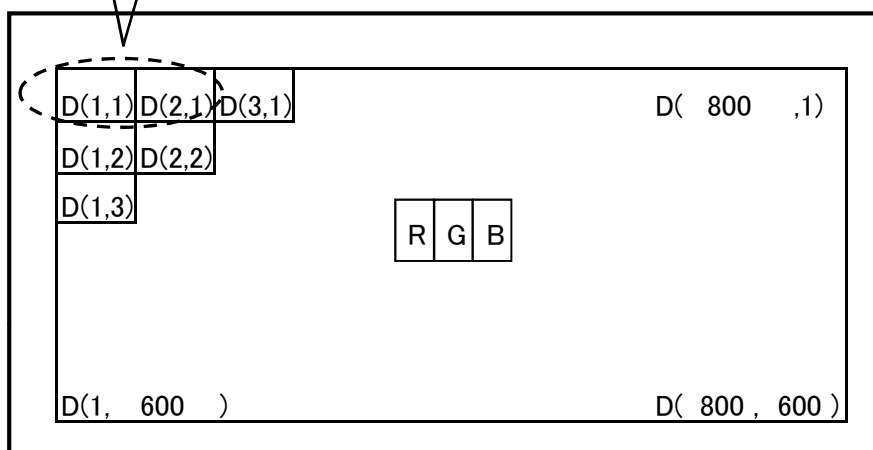 D(1,1) D(2,1) D(3,1) D( 800 ,1)
D(1,2) D(2,2)
D(1,3)
R G B
D(1, 600 ) D( 800 , 600 )